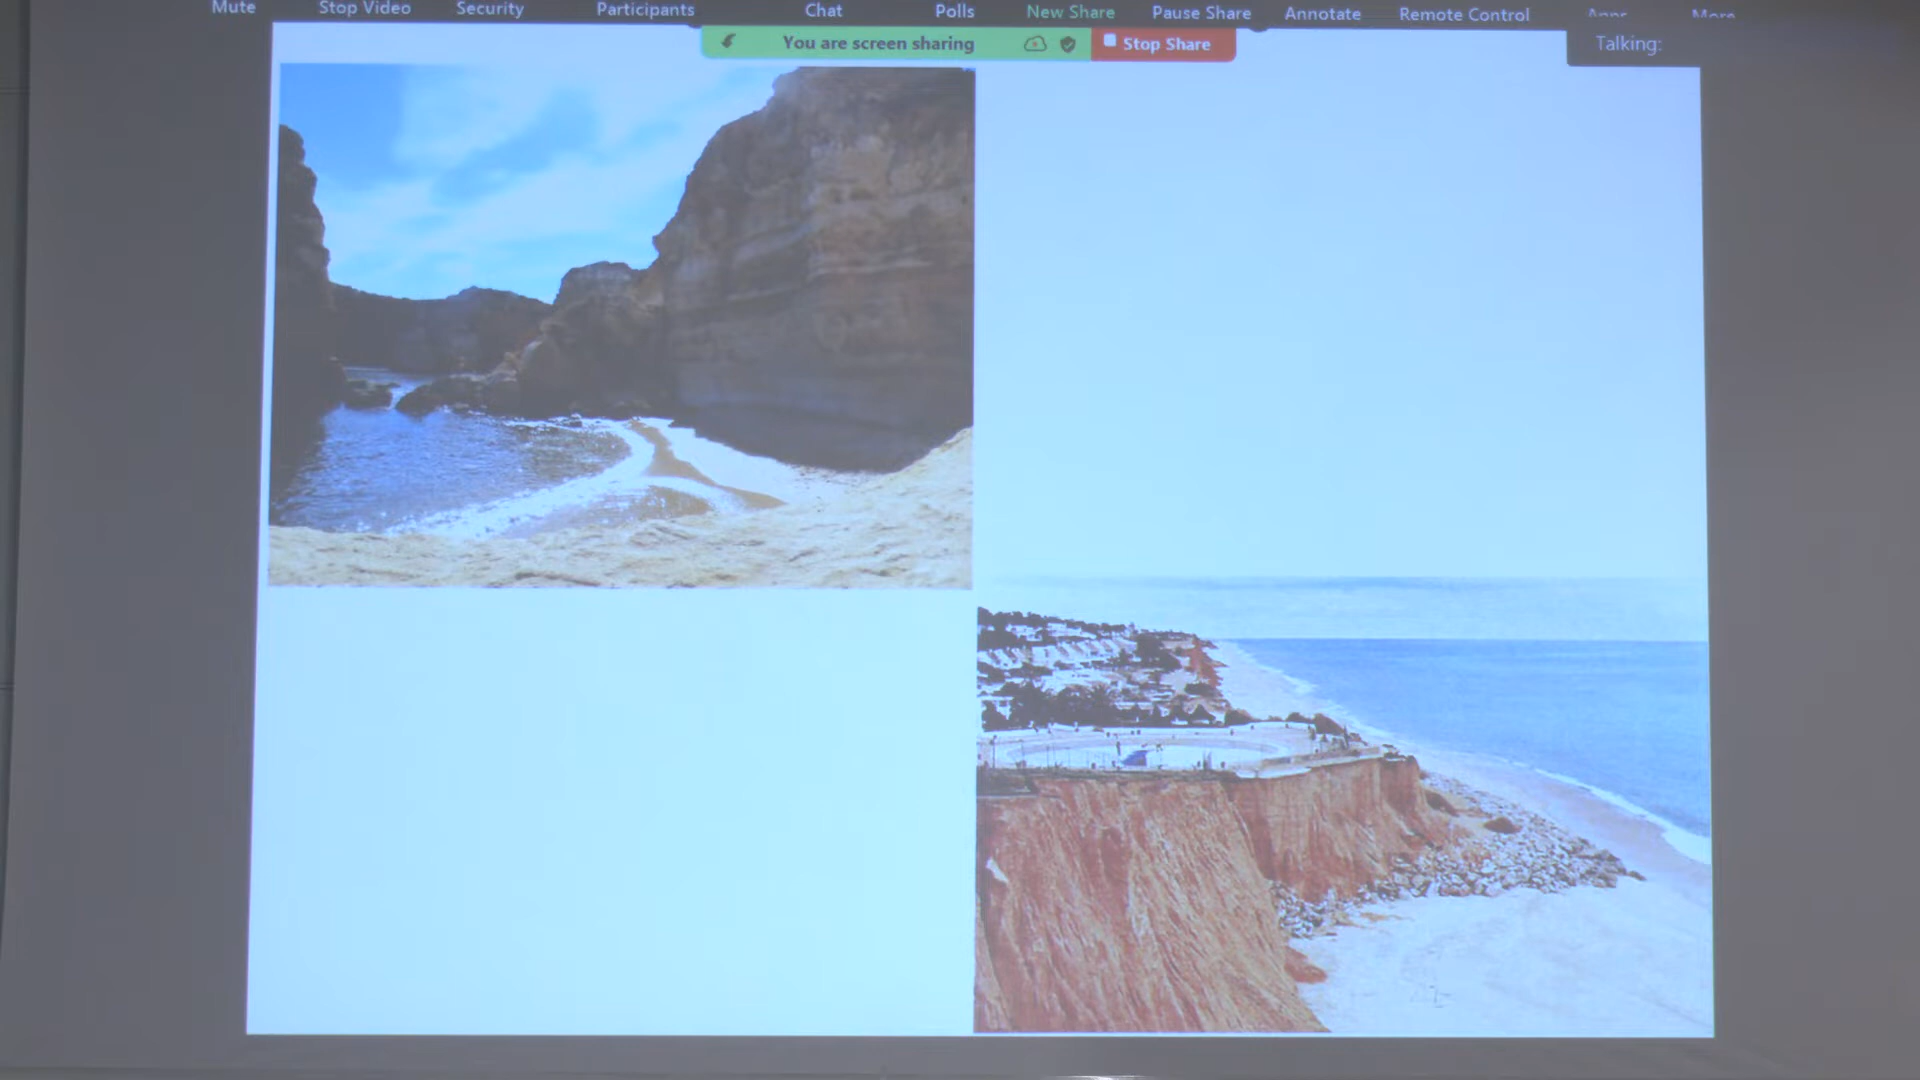 Mute Stop Video Security Participants Chat Polls New Share Pause Share Annotate Remote Control Apps More
You are screen sharing Stop Share Talking: